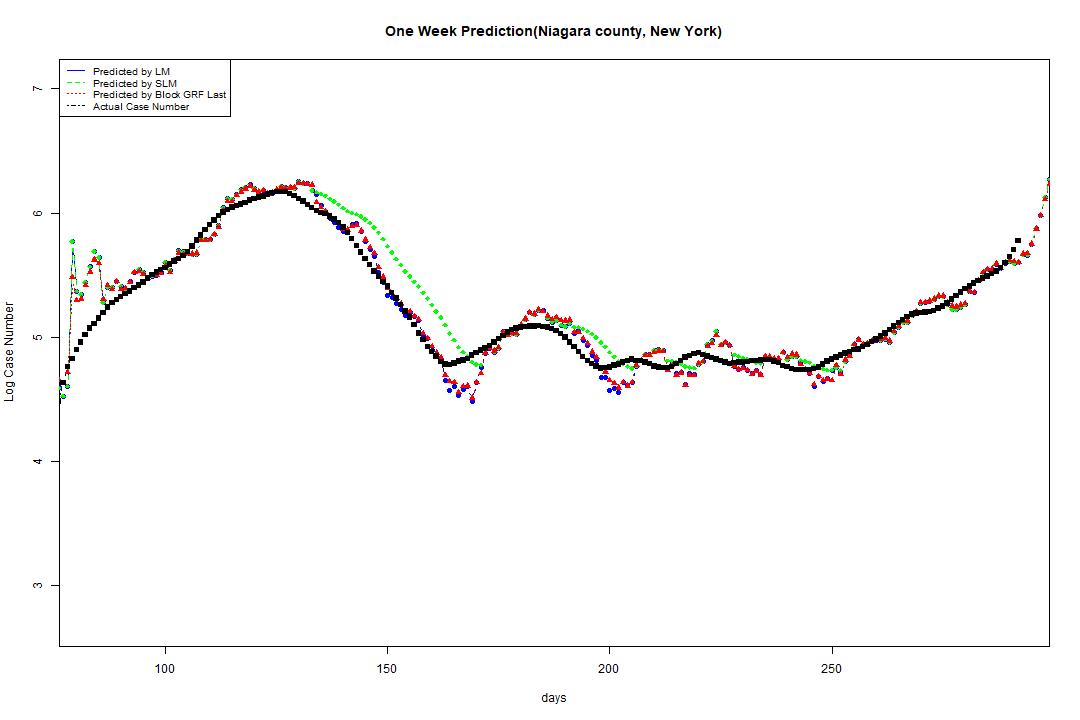 One Week Prediction(Niagara county, New York)
Predicted by LM
Predicted by SLM
Predicted by Block GRF Last
Actual Case Number
7
6
5
4
3
Log Case Number
100 150 200 250
days